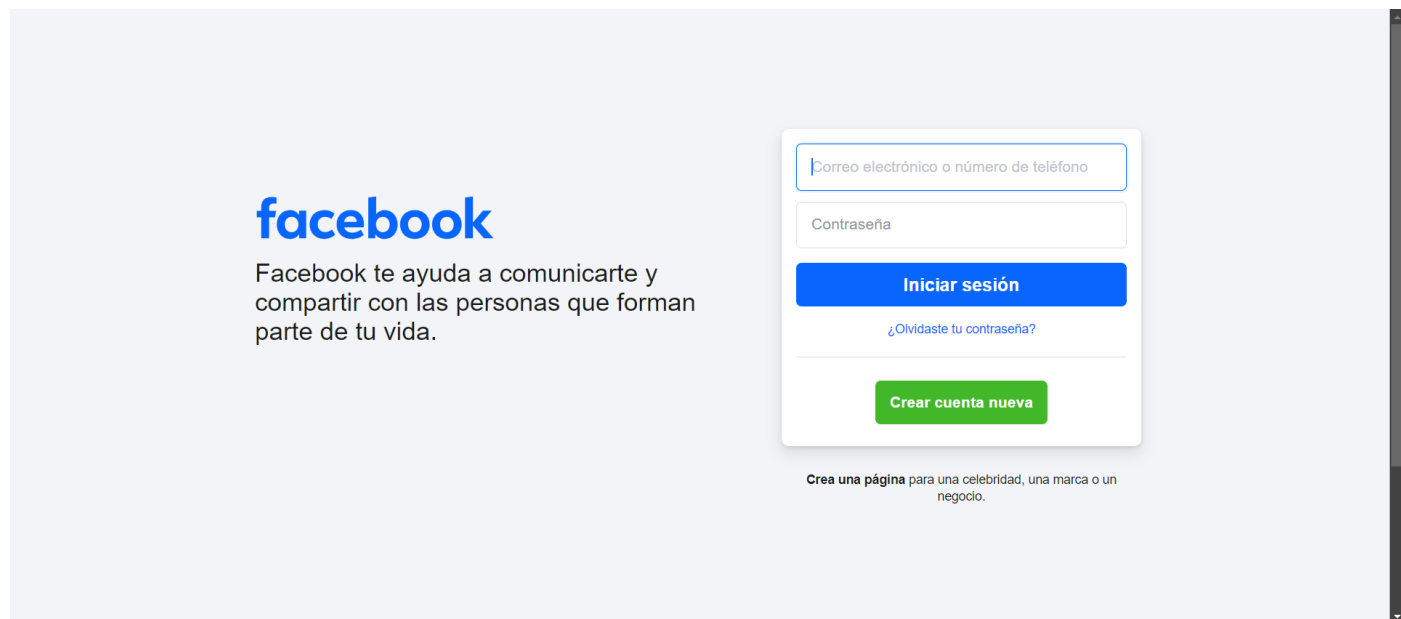 facebook
Facebook te ayuda a comunicarte y
compartir con las personas que forman
parte de tu vida.
Correo electrónico o número de teléfono
Contraseña
Iniciar sesión
¿Olvidaste tu contraseña?
Crear cuenta nueva
Crea una página para una celebridad, una marca o un
negocio.